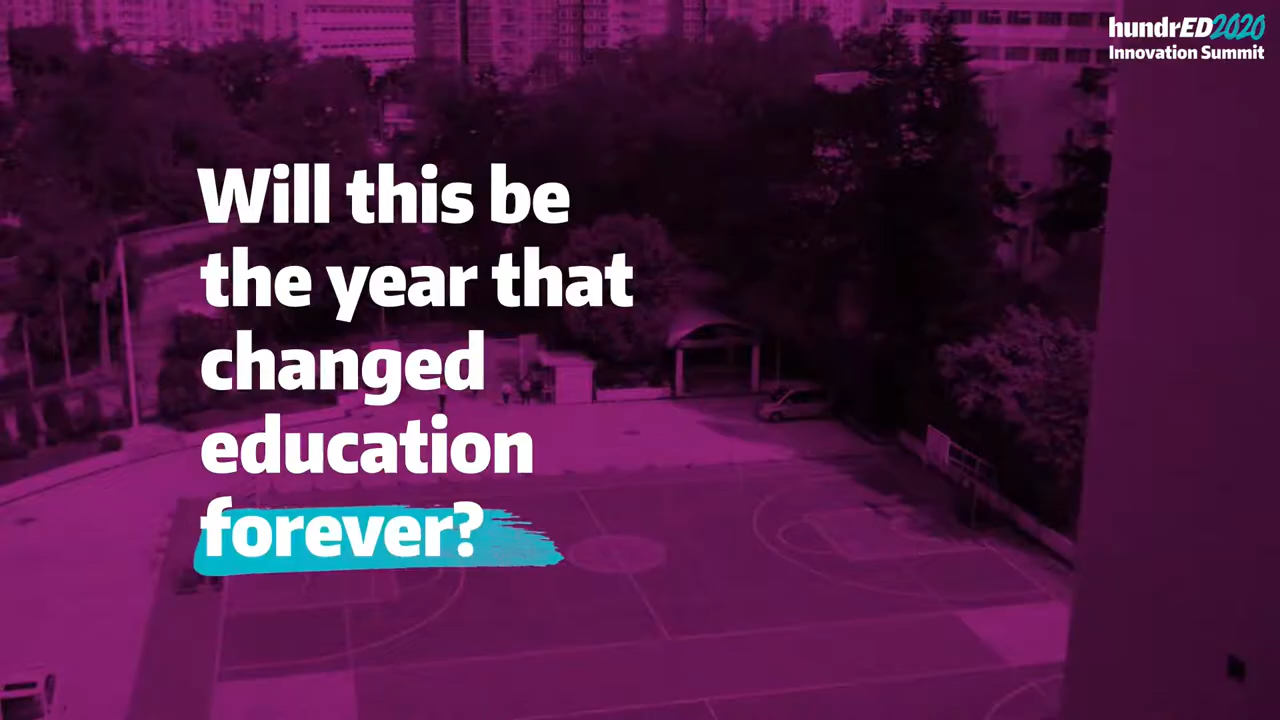 hundrED2020
Innovation Summit
Will this be
the year that
changed
education
forever?